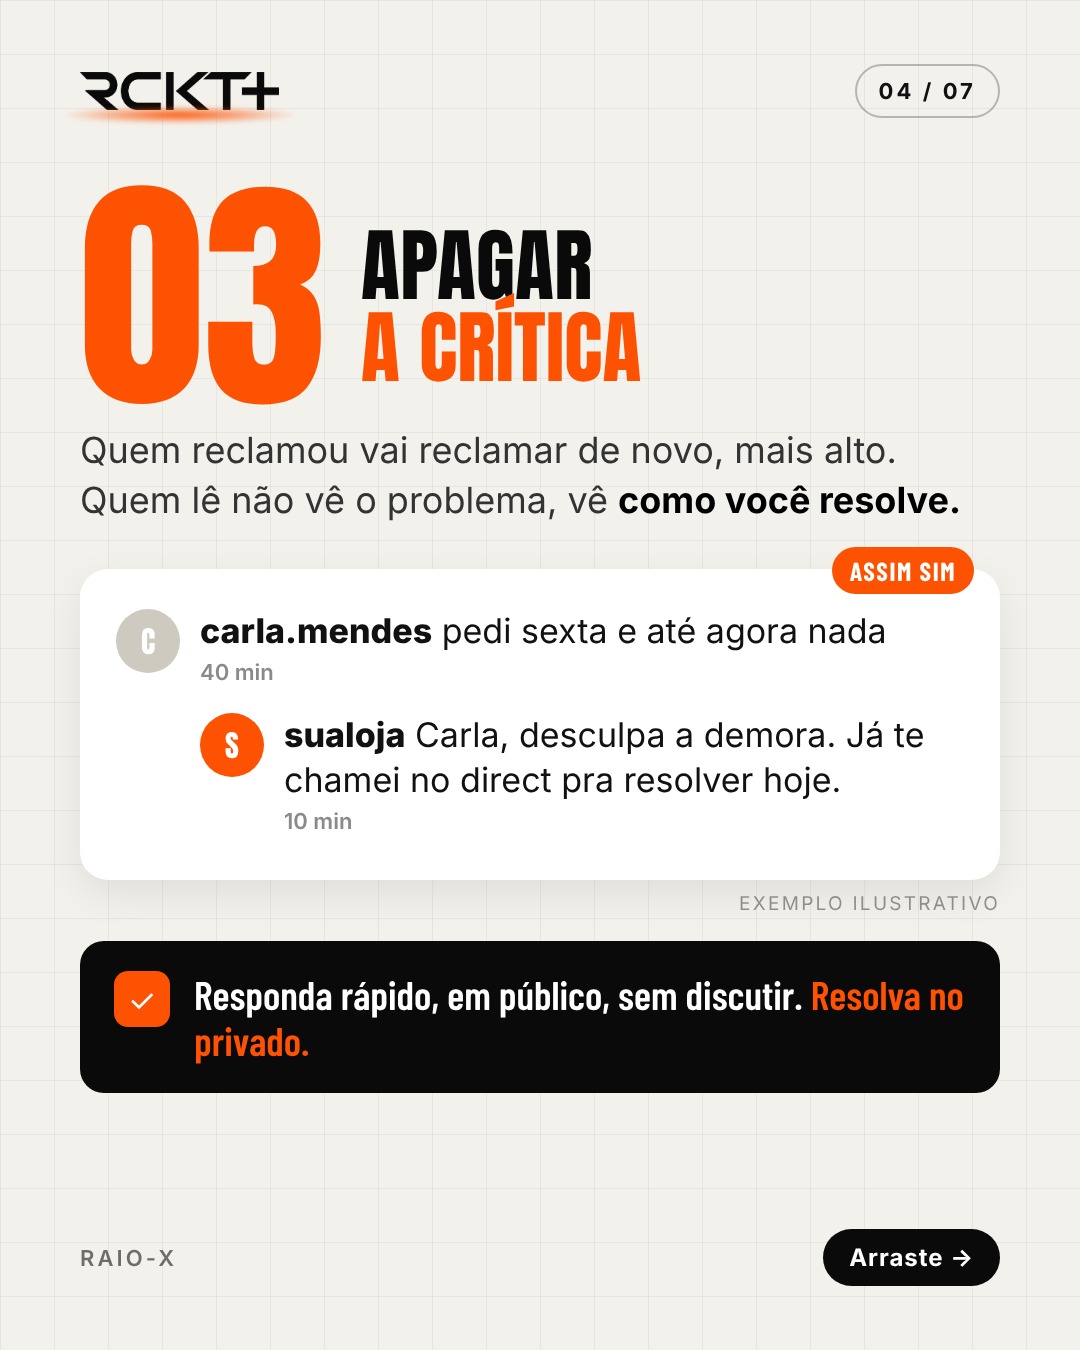 RCKT+
04 / 07
03
APAGAR
A CRÍTICA
Quem reclamou vai reclamar de novo, mais alto.
Quem lê não vê o problema, vê como você resolve.
ASSIM SIM
C
carla.mendes pedi sexta e até agora nada
40 min
S
sualoja Carla, desculpa a demora. Já te
chamei no direct pra resolver hoje.
10 min
EXEMPLO ILUSTRATIVO
Responda rápido, em público, sem discutir. Resolva no
privado.
RAIO-X
Arraste →